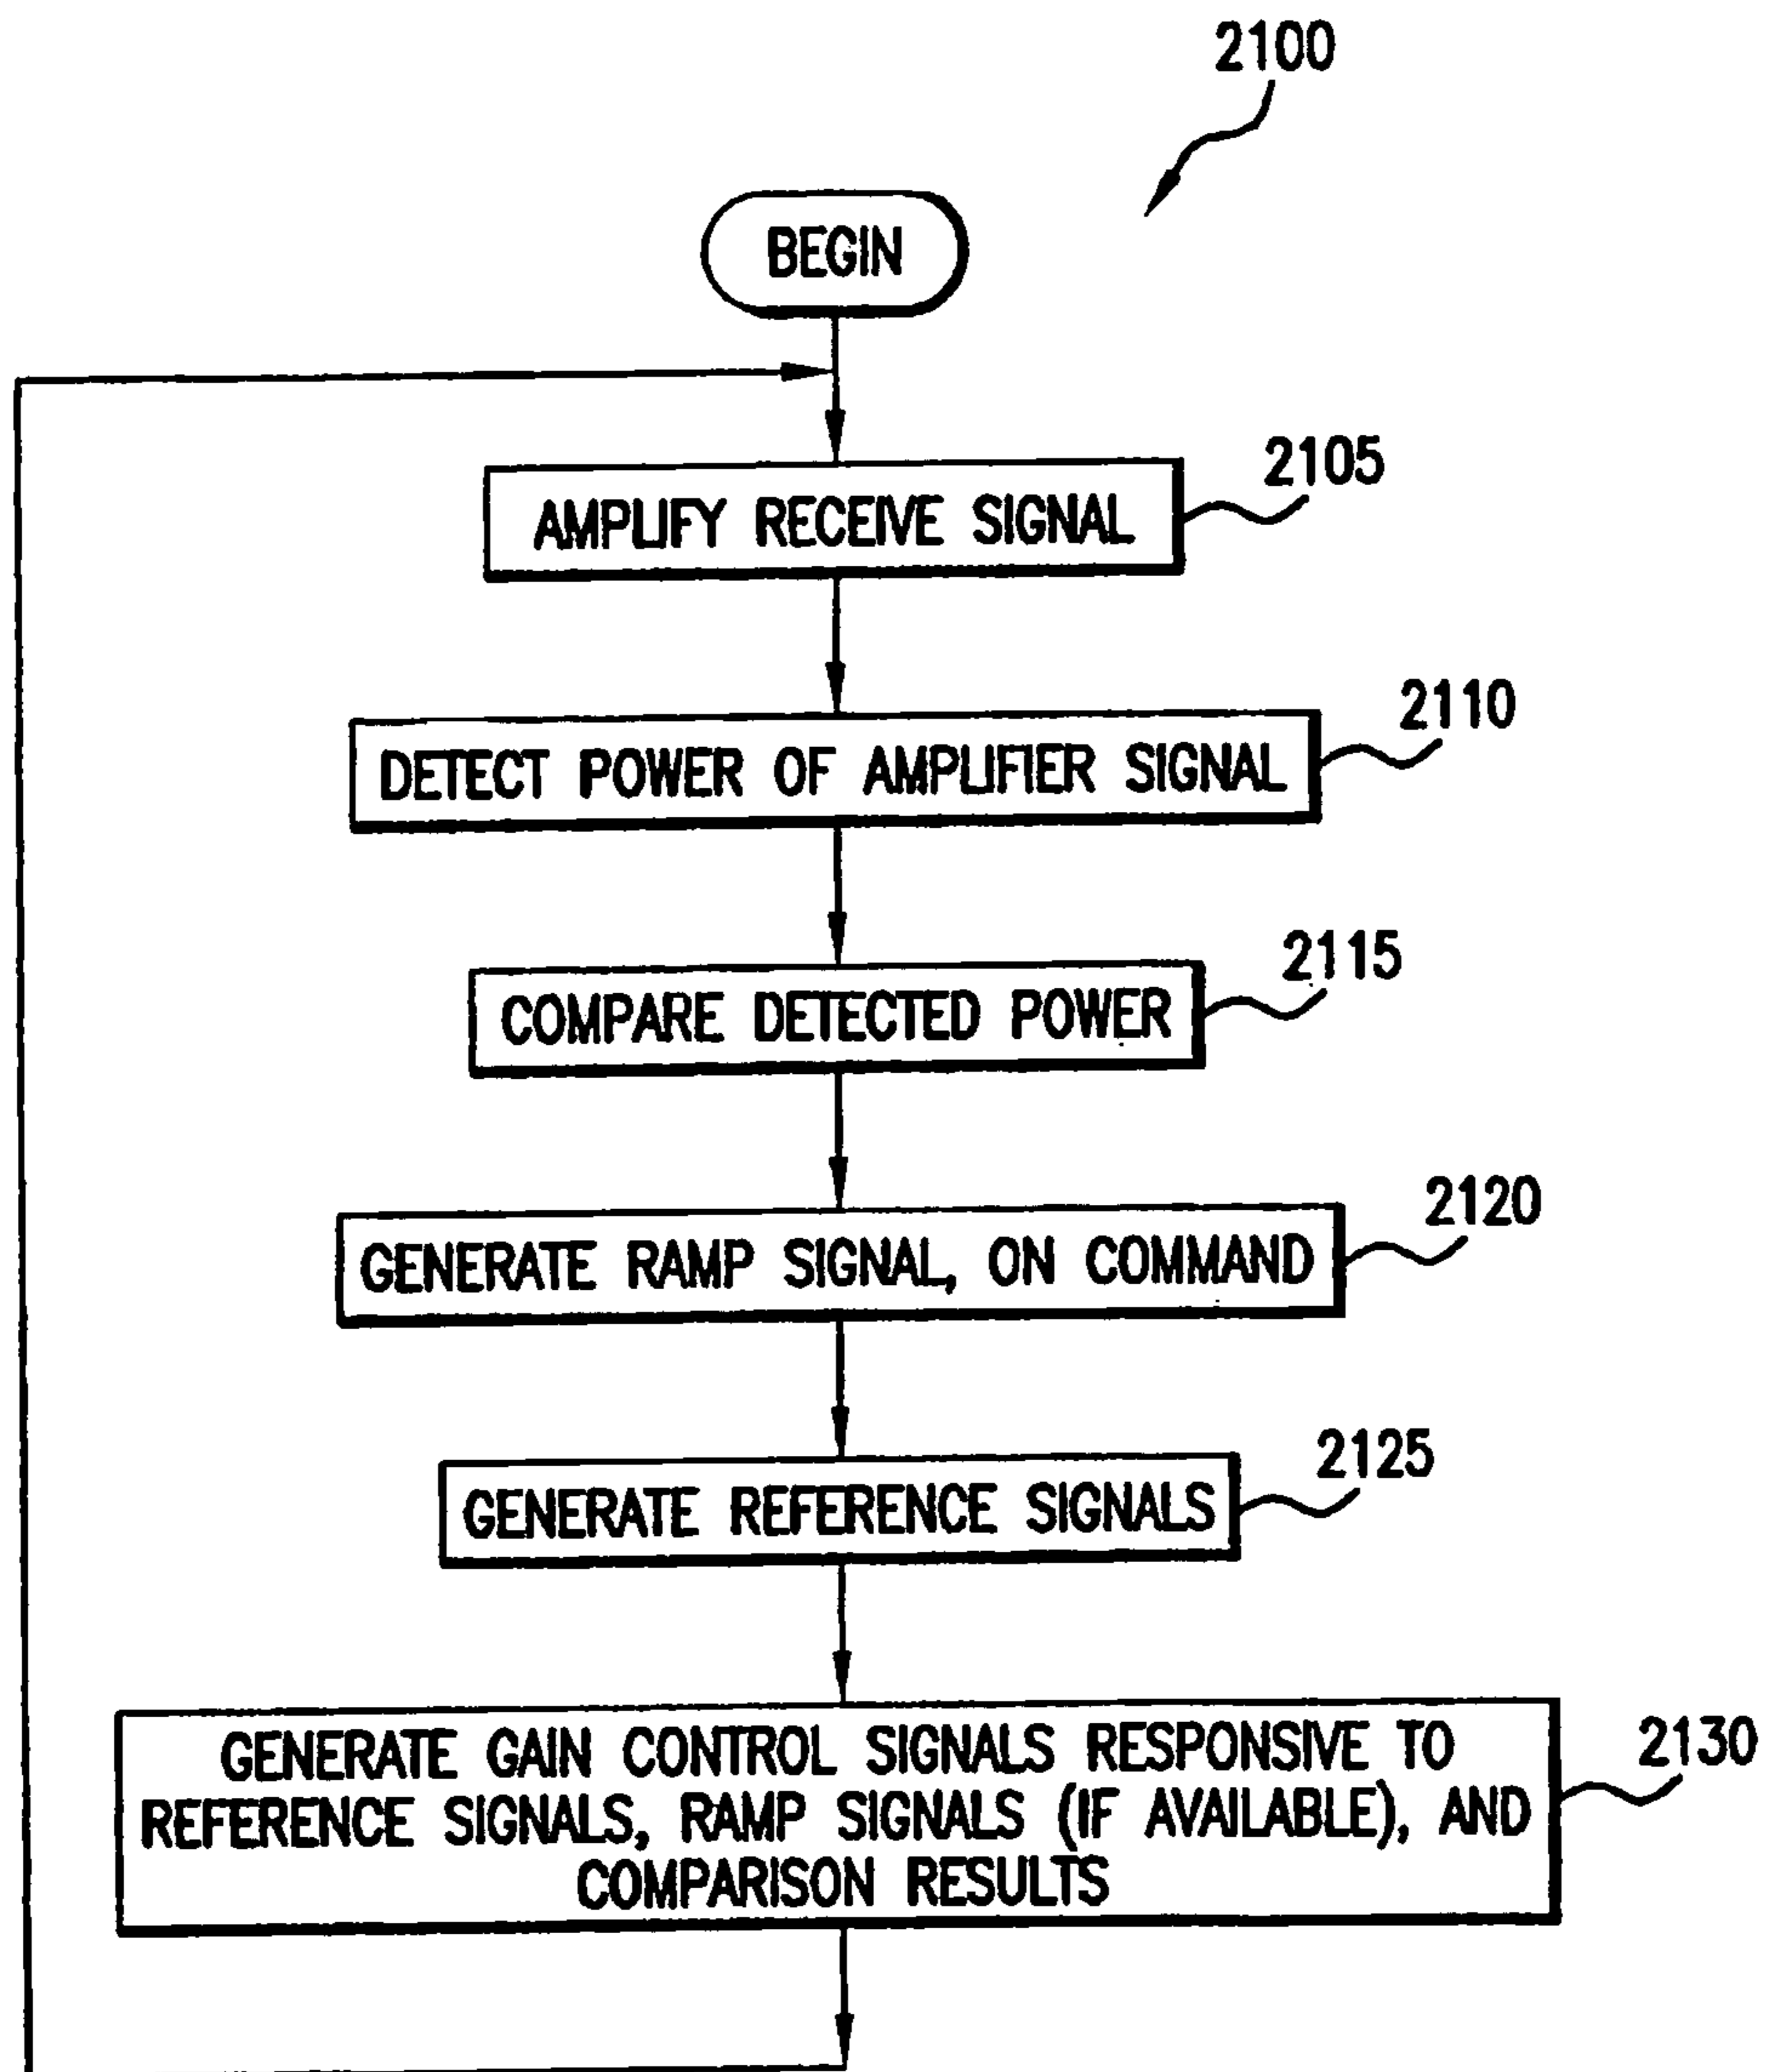 2100
BEGIN
2105
AMPLIFY RECEIVE SIGNAL
2110
DETECT POWER OF AMPLIFIER SIGNAL
2115
COMPARE DETECTED POWER
2120
GENERATE RAMP SIGNAL, ON COMMAND
2125
GENERATE REFERENCE SIGNALS
2130
GENERATE GAIN CONTROL SIGNALS RESPONSIVE TO
REFERENCE SIGNALS, RAMP SIGNALS (IF AVAILABLE), AND
COMPARISON RESULTS